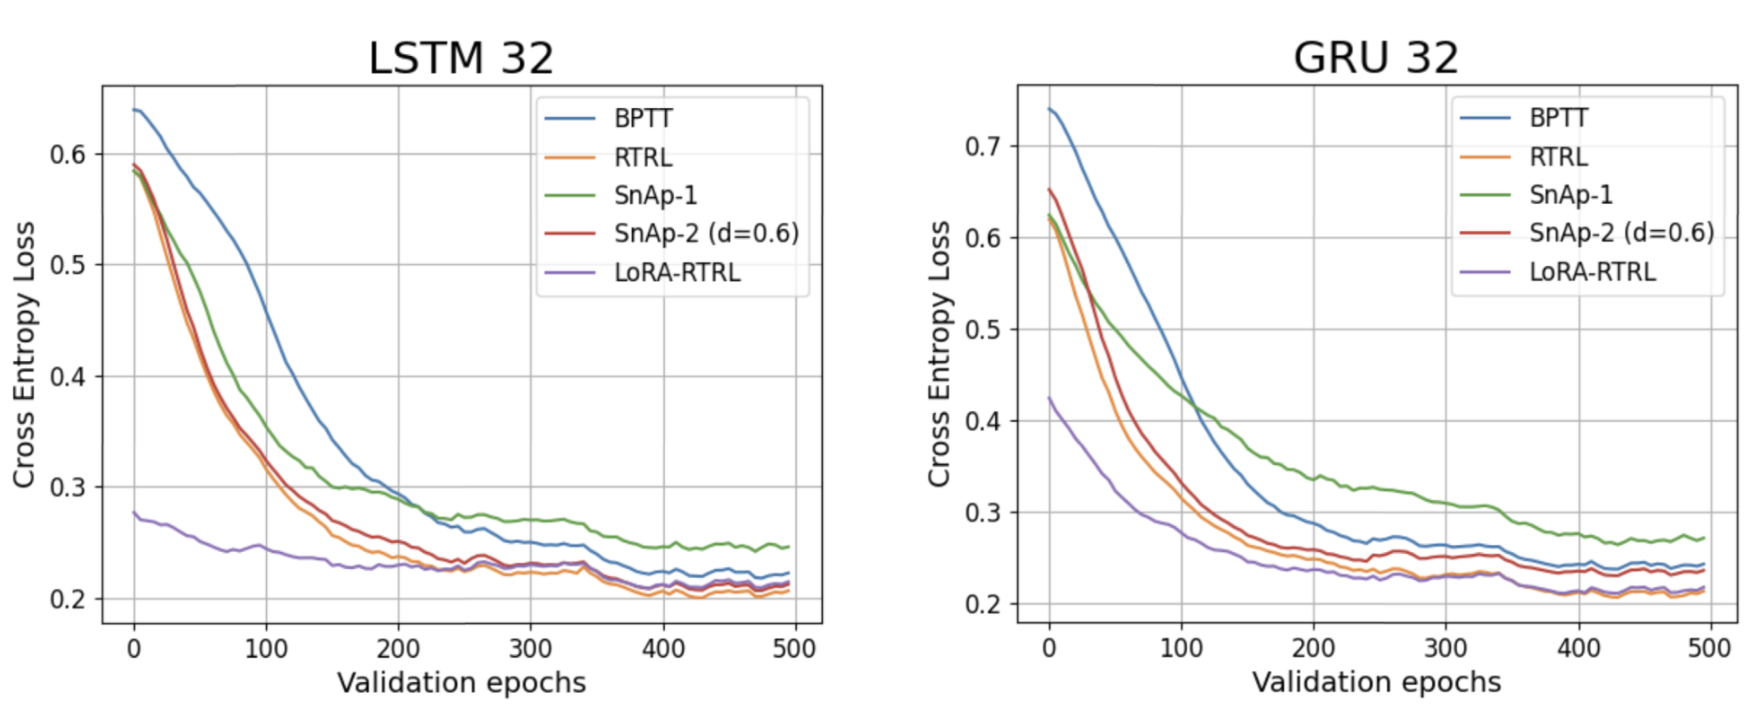 LSTM 32
Cross Entropy Loss
0.6
0.5
0.4
0.3
0.2
BPTT
RTRL
SnAp-1
SnAp-2 (d=0.6)
LoRA-RTRL
0 100 200 300 400 500
Validation epochs
GRU 32
Cross Entropy Loss
0.7
0.6
0.5
0.4
0.3
0.2
BPTT
RTRL
SnAp-1
SnAp-2 (d=0.6)
LoRA-RTRL
0 100 200 300 400 500
Validation epochs